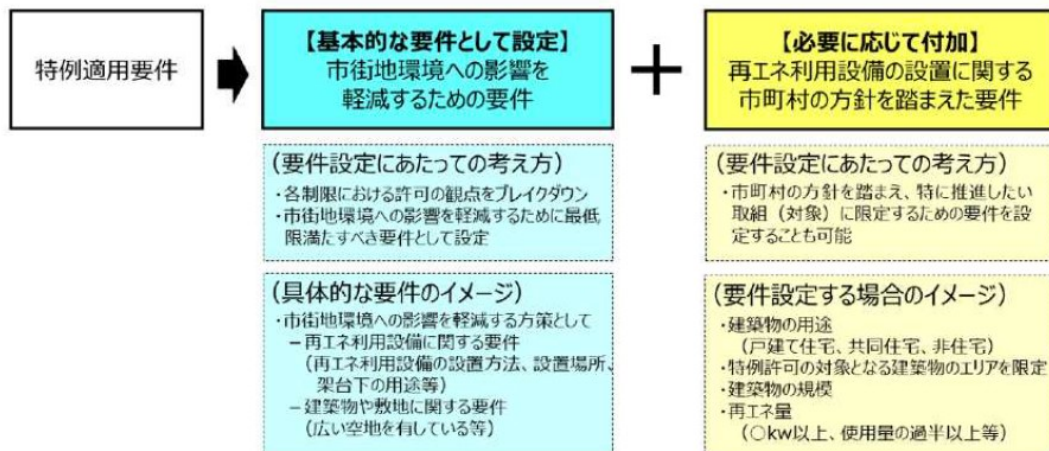 特例適用要件
【基本的な要件として設定】
市街地環境への影響を
軽減するための要件
+
【必要に応じて付加】
再エネ利用設備の設置に関する
市町村の方針を踏まえた要件
(要件設定にあたっての考え方)
・各制限における許可の観点をブレイクダウン
・市街地環境への影響を軽減するために最低
限満たすべき要件として設定
(要件設定にあたっての考え方)
・市町村の方針を踏まえ、特に推進したい
取組(対象)に限定するための要件を設
定することも可能
(具体的な要件のイメージ)
・市街地環境への影響を軽減する方策として
－再エネ利用設備に関する要件
(再エネ利用設備の設置方法、設置場所、
架台下の用途等)
－建築物や敷地に関する要件
(広い空地を有している等)
(要件設定する場合のイメージ)
・建築物の用途
(戸建て住宅、共同住宅、非住宅)
・特例許可の対象となる建築物のエリアを限定
・建築物の規模
・再エネ量
(○kw以上、使用量の過半以上等)